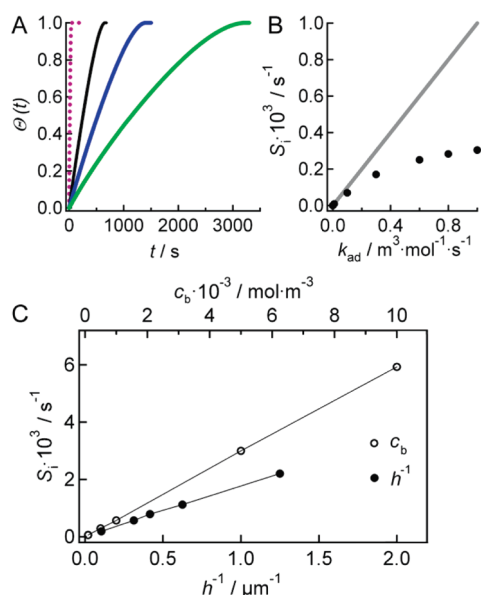 A
B
Θ(t)
1.0
0.8
0.6
0.4
0.2
0.0
0 1000 2000 3000
t / s
S_i·10³ / s⁻¹
1.0
0.8
0.6
0.4
0.2
0.0
0.0 0.4 0.8
k_ad / m³·mol⁻¹·s⁻¹
C
c_b·10⁻³ / mol·m⁻³
0 2 4 6 8 10
S_i·10³ / s⁻¹
6
4
2
0
c_b
h⁻¹
0.0 0.5 1.0 1.5 2.0
h⁻¹ / μm⁻¹